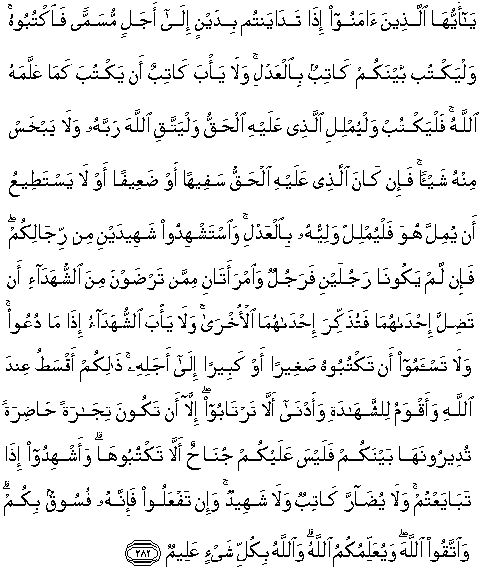 يَـٰٓأَيُّهَا ٱلَّذِينَ ءَامَنُوٓا۟ إِذَا تَدَايَنتُم بِدَيْنٍ إِلَىٰٓ أَجَلٍ مُّسَمًّى فَٱكْتُبُوهُ ۚ
وَلْيَكْتُب بَّيْنَكُمْ كَاتِبٌۢ بِٱلْعَدْلِ ۚ وَلَا يَأْبَ كَاتِبٌ أَن يَكْتُبَ كَمَا عَلَّمَهُ
ٱللَّهُ ۚ فَلْيَكْتُبْ وَلْيُمْلِلِ ٱلَّذِى عَلَيْهِ ٱلْحَقُّ وَلْيَتَّقِ ٱللَّهَ رَبَّهُۥ وَلَا يَبْخَسْ
مِنْهُ شَيْـًٔا ۚ فَإِن كَانَ ٱلَّذِى عَلَيْهِ ٱلْحَقُّ سَفِيهًا أَوْ ضَعِيفًا أَوْ لَا يَسْتَطِيعُ
أَن يُمِلَّ هُوَ فَلْيُمْلِلْ وَلِيُّهُۥ بِٱلْعَدْلِ ۚ وَٱسْتَشْهِدُوا۟ شَهِيدَيْنِ مِن رِّجَالِكُمْ ۖ
فَإِن لَّمْ يَكُونَا رَجُلَيْنِ فَرَجُلٌ وَٱمْرَأَتَانِ مِمَّن تَرْضَوْنَ مِنَ ٱلشُّهَدَآءِ أَن
تَضِلَّ إِحْدَىٰهُمَا فَتُذَكِّرَ إِحْدَىٰهُمَا ٱلْأُخْرَىٰ ۚ وَلَا يَأْبَ ٱلشُّهَدَآءُ إِذَا مَا دُعُوا۟ ۚ
وَلَا تَسْـَٔمُوٓا۟ أَن تَكْتُبُوهُ صَغِيرًا أَوْ كَبِيرًا إِلَىٰٓ أَجَلِهِۦ ۚ ذَٰلِكُمْ أَقْسَطُ عِندَ
ٱللَّهِ وَأَقْوَمُ لِلشَّهَـٰدَةِ وَأَدْنَىٰٓ أَلَّا تَرْتَابُوٓا۟ ۖ إِلَّآ أَن تَكُونَ تِجَـٰرَةً حَاضِرَةً
تُدِيرُونَهَا بَيْنَكُمْ فَلَيْسَ عَلَيْكُمْ جُنَاحٌ أَلَّا تَكْتُبُوهَا ۗ وَأَشْهِدُوٓا۟ إِذَا
تَبَايَعْتُمْ ۚ وَلَا يُضَآرَّ كَاتِبٌ وَلَا شَهِيدٌ ۚ وَإِن تَفْعَلُوا۟ فَإِنَّهُۥ فُسُوقٌۢ بِكُمْ ۗ
وَٱتَّقُوا۟ ٱللَّهَ ۖ وَيُعَلِّمُكُمُ ٱللَّهُ ۗ وَٱللَّهُ بِكُلِّ شَىْءٍ عَلِيمٌ ٢٨٢